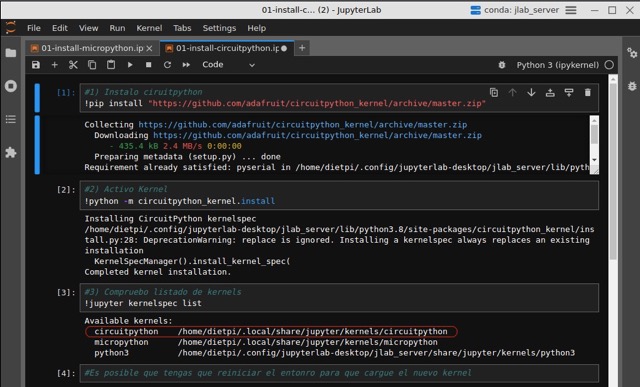 01-install-c... (2) - JupyterLab
conda: jlab_server
File Edit View Run Kernel Tabs Settings Help
01-install-micropython.ip
01-install-circuitpython.ip
Code
Python 3 (ipykernel)
[1]:
#1) Instalo ciruitpython
!pip install "https://github.com/adafruit/circuitpython_kernel/archive/master.zip"
Collecting https://github.com/adafruit/circuitpython_kernel/archive/master.zip
Downloading https://github.com/adafruit/circuitpython_kernel/archive/master.zip
- 435.4 kB 2.4 MB/s 0:00:00
Preparing metadata (setup.py) ... done
Requirement already satisfied: pyserial in /home/dietpi/.config/jupyterlab-desktop/jlab_server/lib/pyth
[2]:
#2) Activo Kernel
!python -m circuitpython_kernel.install
Installing CircuitPython kernelspec
/home/dietpi/.config/jupyterlab-desktop/jlab_server/lib/python3.8/site-packages/circuitpython_kernel/ins
tall.py:28: DeprecationWarning: replace is ignored. Installing a kernelspec always replaces an existing
installation
KernelSpecManager().install_kernel_spec(
Completed kernel installation.
[3]:
#3) Compruebo listado de kernels
!jupyter kernelspec list
Available kernels:
circuitpython /home/dietpi/.local/share/jupyter/kernels/circuitpython
micropython /home/dietpi/.local/share/jupyter/kernels/micropython
python3 /home/dietpi/.config/jupyterlab-desktop/jlab_server/share/jupyter/kernels/python3
[4]:
#Es posible que tengas que reiniciar el entonro para que cargue el nuevo kernel